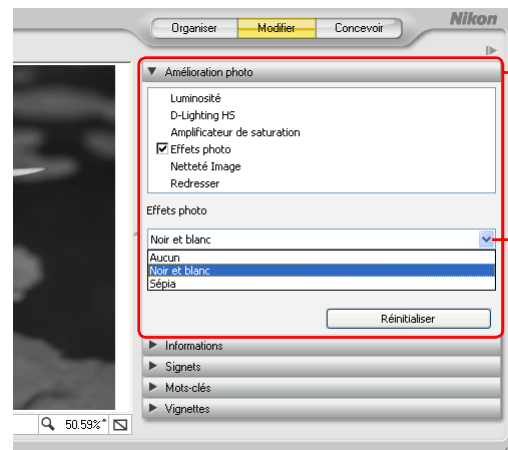 Organiser Modifier Concevoir Nikon
Amélioration photo
Luminosité
D-Lighting HS
Amplificateur de saturation
Effets photo
Netteté Image
Redresser
Effets photo
Noir et blanc
Aucun
Noir et blanc
Sépia
Réinitialiser
Informations
Signets
Mots-clés
Vignettes
50.59%